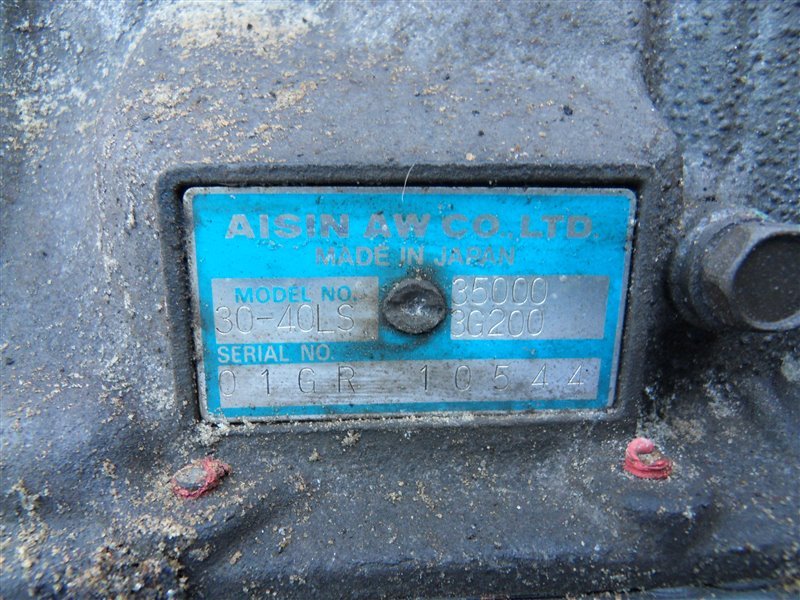 AISIN AW CO., LTD.
MADE IN JAPAN
MODEL NO. 35000
30-40LS 3G200
SERIAL NO.
01GR 10544